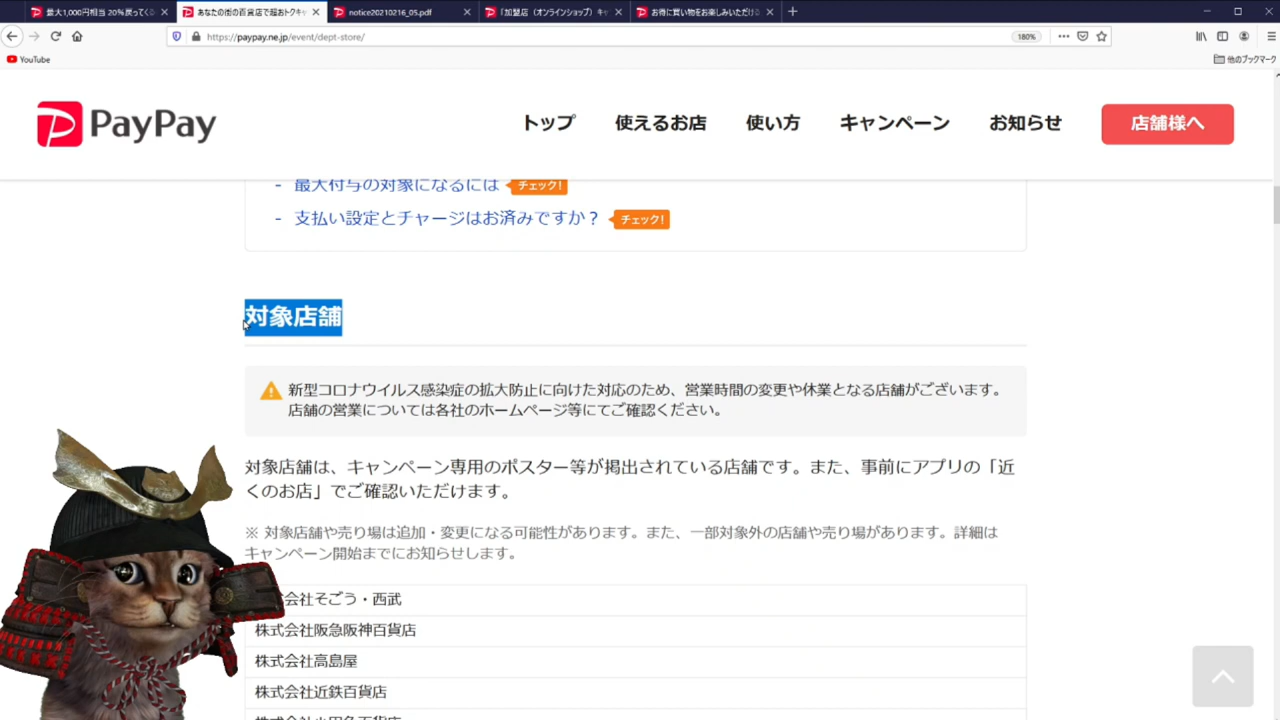 最大1,000円相当 20%戻ってくる
あなたの街の百貨店で超おトクキャ
notice20210216_05.pdf
「加盟店（オンラインショップ）キャ
お得に買い物をお楽しみいただける
https://paypay.ne.jp/event/dept-store/
180%
YouTube
他のブックマーク
PayPay
トップ
使えるお店
使い方
キャンペーン
お知らせ
店舗様へ
- 最大付与の対象になるには チェック!
- 支払い設定とチャージはお済みですか？ チェック!
対象店舗
新型コロナウイルス感染症の拡大防止に向けた対応のため、営業時間の変更や休業となる店舗がございます。
店舗の営業については各社のホームページ等にてご確認ください。
対象店舗は、キャンペーン専用のポスター等が掲出されている店舗です。また、事前にアプリの「近
くのお店」でご確認いただけます。
※ 対象店舗や売り場は追加・変更になる可能性があります。また、一部対象外の店舗や売り場があります。詳細は
キャンペーン開始までにお知らせします。
会社そごう・西武
株式会社阪急阪神百貨店
株式会社高島屋
株式会社近鉄百貨店